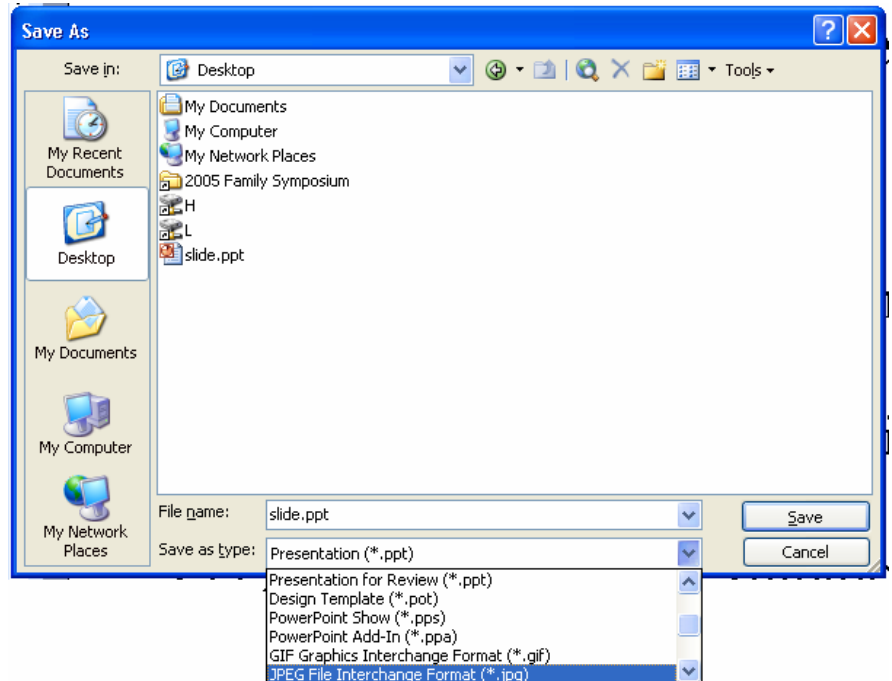 Save As
Save in:
Desktop
Tools
My Recent
Documents
Desktop
My Documents
My Computer
My Network
Places
My Documents
My Computer
My Network Places
2005 Family Symposium
H
L
slide.ppt
File name:
slide.ppt
Save
Save as type:
Presentation (*.ppt)
Cancel
Presentation for Review (*.ppt)
Design Template (*.pot)
PowerPoint Show (*.pps)
PowerPoint Add-In (*.ppa)
GIF Graphics Interchange Format (*.gif)
JPEG File Interchange Format (*.jpg)